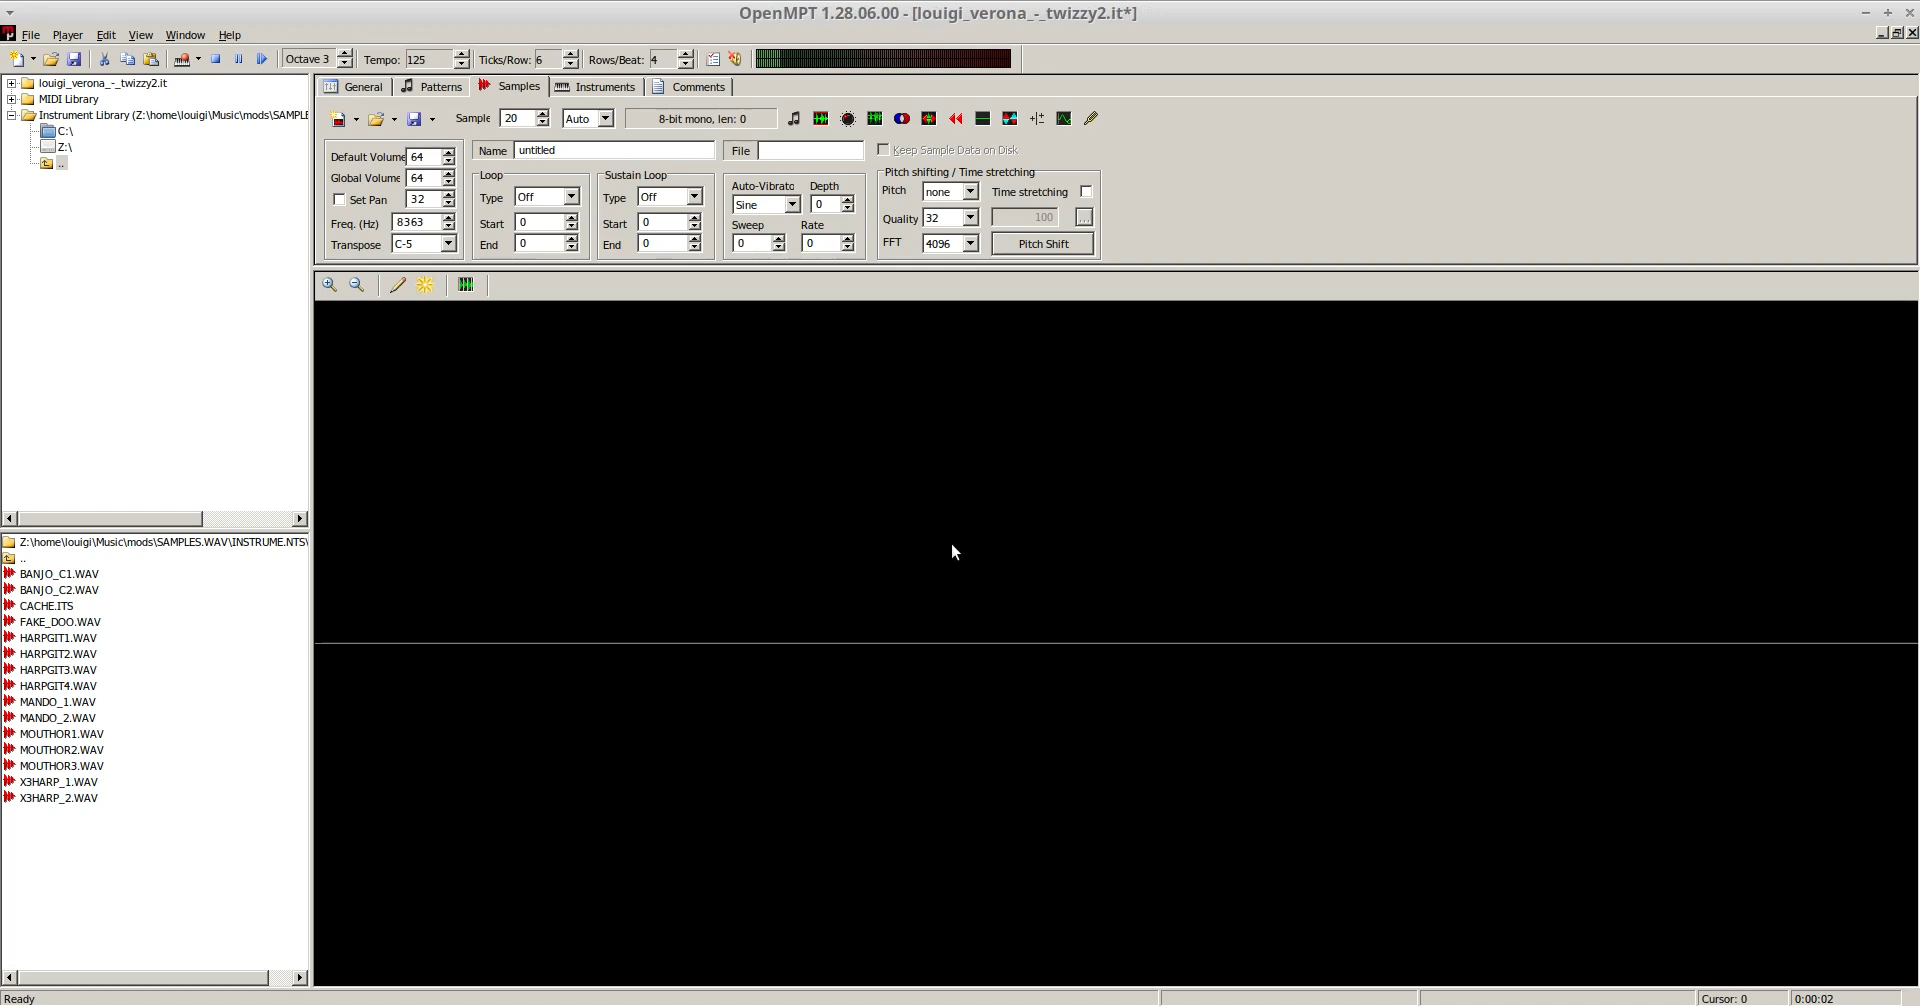 OpenMPT 1.28.06.00 - [louigi_verona_-_twizzy2.it*]
File Player Edit View Window Help
Octave 3 Tempo: 125 Ticks/Row: 6 Rows/Beat: 4
louigi_verona_-_twizzy2.it
MIDI Library
Instrument Library (Z:\home\louigi\Music\mods\SAMPLE
C:\
Z:\
..
General Patterns Samples Instruments Comments
Sample 20 Auto 8-bit mono, len: 0
Default Volume 64
Global Volume 64
Set Pan 32
Freq. (Hz) 8363
Transpose C-5
Name untitled
File
Keep Sample Data on Disk
Loop
Type Off
Start 0
End 0
Sustain Loop
Type Off
Start 0
End 0
Auto-Vibrato Depth
Sine 0
Sweep Rate
0 0
Pitch shifting / Time stretching
Pitch none Time stretching
Quality 32 100 ...
FFT 4096 Pitch Shift
Z:\home\louigi\Music\mods\SAMPLES.WAV\INSTRUME.NTS\
..
BANJO_C1.WAV
BANJO_C2.WAV
CACHE.ITS
FAKE_DOO.WAV
HARPGIT1.WAV
HARPGIT2.WAV
HARPGIT3.WAV
HARPGIT4.WAV
MANDO_1.WAV
MANDO_2.WAV
MOUTHOR1.WAV
MOUTHOR2.WAV
MOUTHOR3.WAV
X3HARP_1.WAV
X3HARP_2.WAV
Ready Cursor: 0 0:00:02